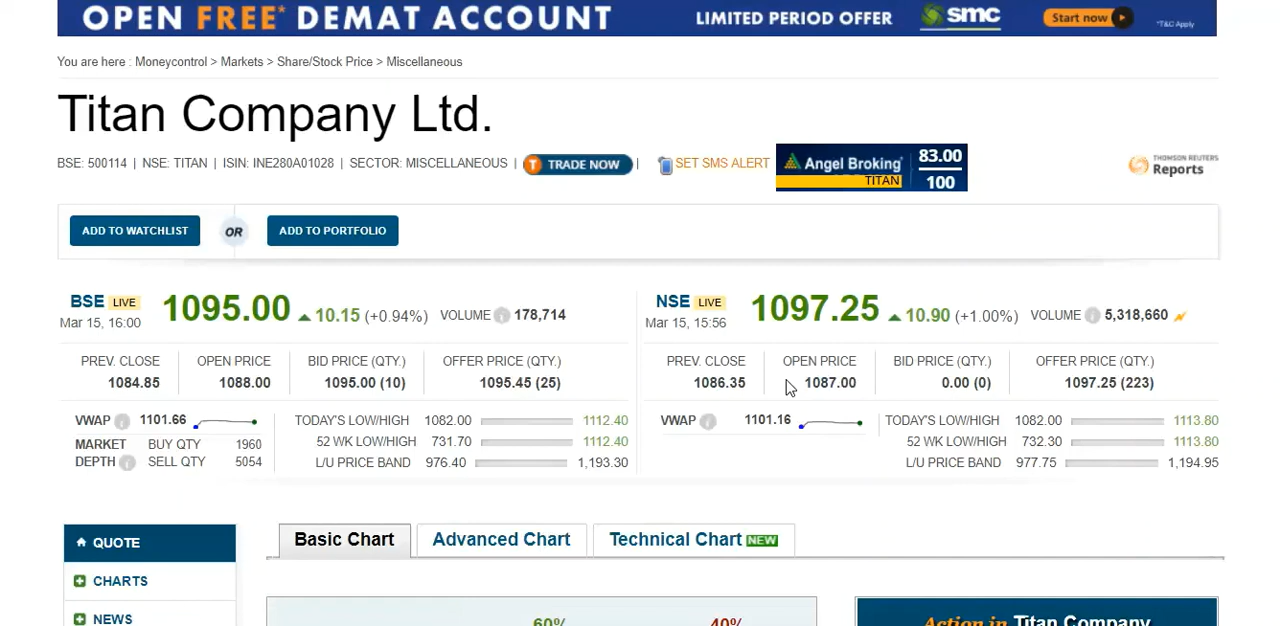 OPEN FREE* DEMAT ACCOUNT LIMITED PERIOD OFFER smc Start now *T&C Apply
You are here : Moneycontrol > Markets > Share/Stock Price > Miscellaneous
Titan Company Ltd.
BSE: 500114 | NSE: TITAN | ISIN: INE280A01028 | SECTOR: MISCELLANEOUS | T TRADE NOW | SET SMS ALERT
Angel Broking 83.00
TITAN 100
THOMSON REUTERS
Reports
ADD TO WATCHLIST OR ADD TO PORTFOLIO
BSE LIVE 1095.00 10.15 (+0.94%) VOLUME 178,714
Mar 15, 16:00
PREV. CLOSE OPEN PRICE BID PRICE (QTY.) OFFER PRICE (QTY.)
1084.85 1088.00 1095.00 (10) 1095.45 (25)
VWAP 1101.66 TODAY'S LOW/HIGH 1082.00 1112.40
MARKET BUY QTY 1960 52 WK LOW/HIGH 731.70 1112.40
DEPTH SELL QTY 5054 L/U PRICE BAND 976.40 1,193.30
NSE LIVE 1097.25 10.90 (+1.00%) VOLUME 5,318,660
Mar 15, 15:56
PREV. CLOSE OPEN PRICE BID PRICE (QTY.) OFFER PRICE (QTY.)
1086.35 1087.00 0.00 (0) 1097.25 (223)
VWAP 1101.16 TODAY'S LOW/HIGH 1082.00 1113.80
52 WK LOW/HIGH 732.30 1113.80
L/U PRICE BAND 977.75 1,194.95
QUOTE
CHARTS
NEWS
Basic Chart Advanced Chart Technical Chart NEW
60% 40%
Action in Titan Company